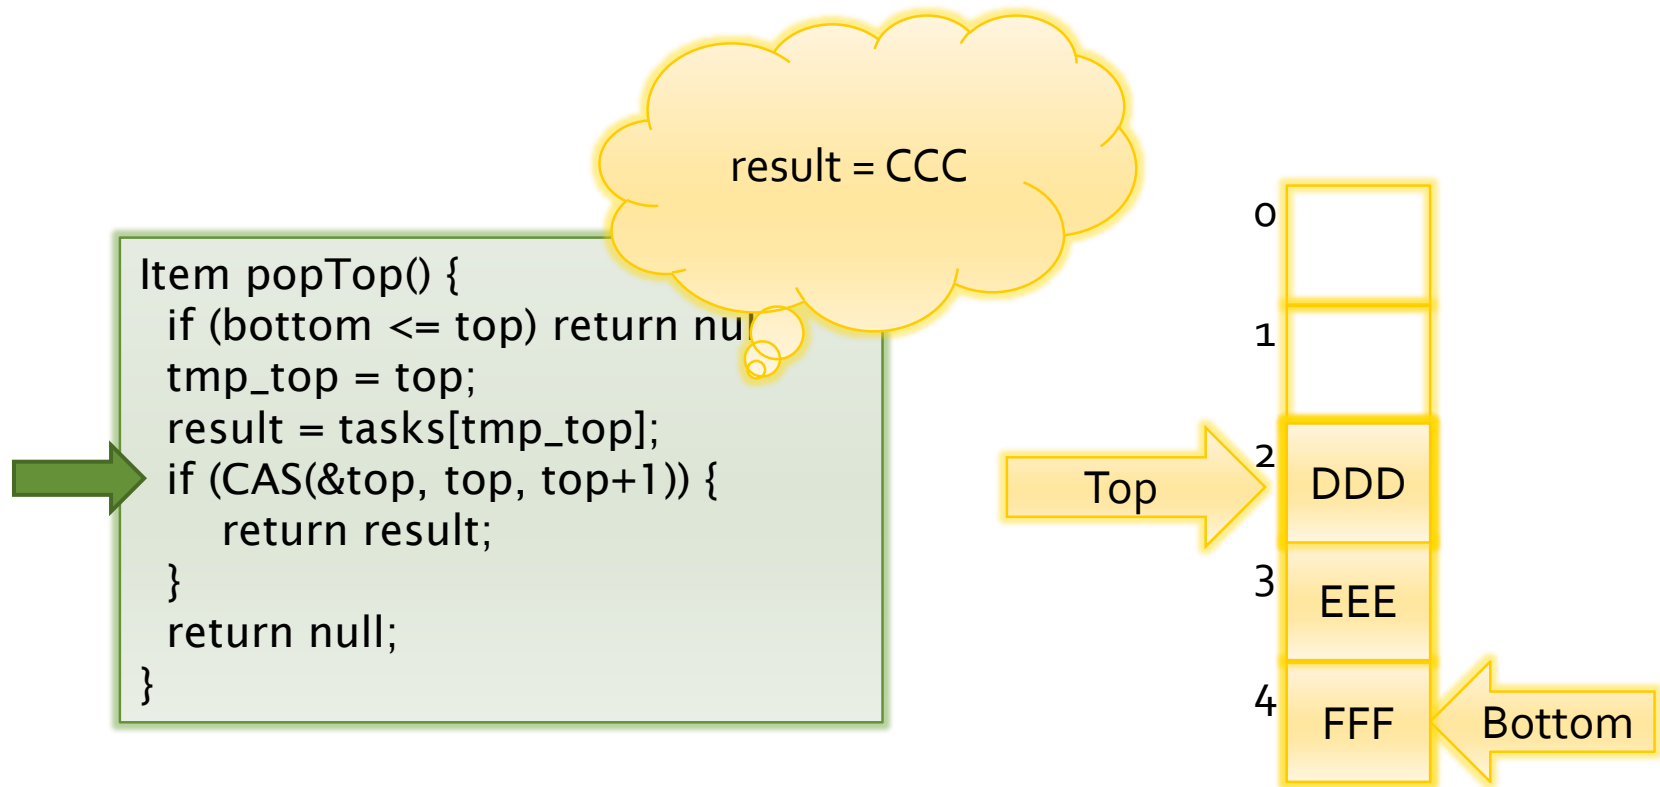 result = CCC
Item popTop() {
if (bottom <= top) return nul
tmp_top = top;
result = tasks[tmp_top];
if (CAS(&top, top, top+1)) {
return result;
}
return null;
}
Top
0
1
2
DDD
3
EEE
4
FFF
Bottom